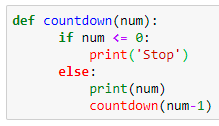 def countdown(num):
    if num <= 0:
        print('Stop')
    else:
        print(num)
        countdown(num-1)